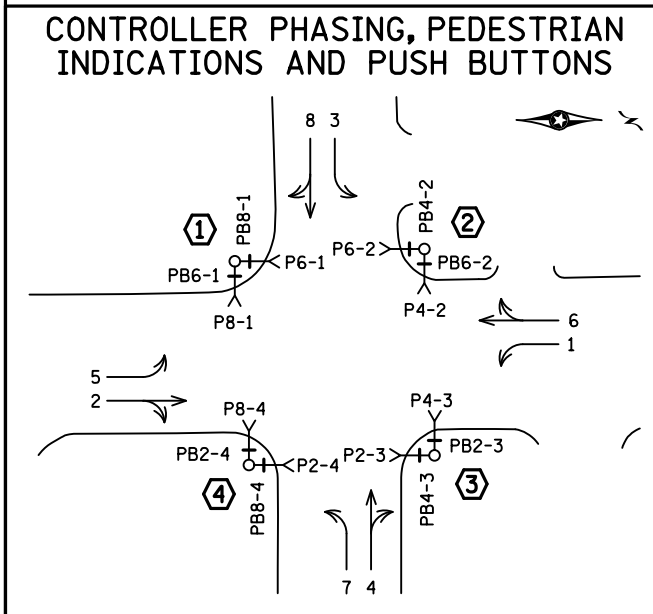 CONTROLLER PHASING, PEDESTRIAN
INDICATIONS AND PUSH BUTTONS
8 3
Z
1
PB8-1
PB4-2
2
P6-2
P6-1
PB6-2
PB6-1
P8-1
P4-2
6
1
5
2
P8-4
P4-3
PB2-4
P2-3
PB2-3
P2-4
4
PB8-4
PB4-3
3
7 4